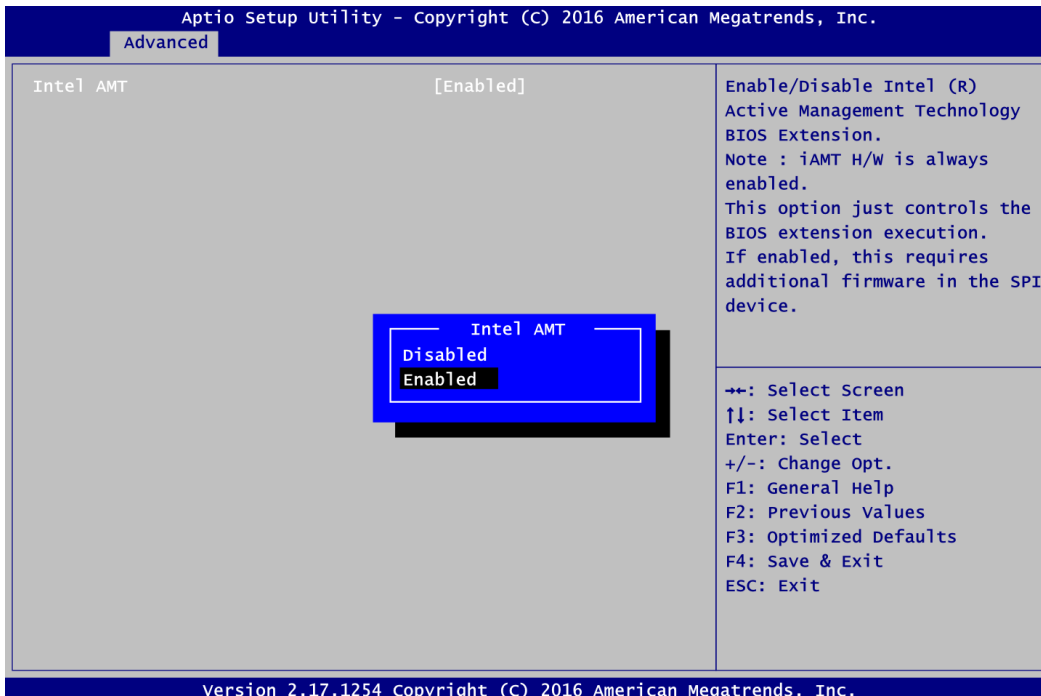 Aptio Setup Utility - Copyright (C) 2016 American Megatrends, Inc.
Advanced
Intel AMT [Enabled]
Enable/Disable Intel (R)
Active Management Technology
BIOS Extension.
Note : iAMT H/W is always
enabled.
This option just controls the
BIOS extension execution.
If enabled, this requires
additional firmware in the SPI
device.
Intel AMT
Disabled
Enabled
→←: Select Screen
↑↓: Select Item
Enter: Select
+/-: Change Opt.
F1: General Help
F2: Previous Values
F3: Optimized Defaults
F4: Save & Exit
ESC: Exit
Version 2.17.1254 Copyright (C) 2016 American Megatrends, Inc.